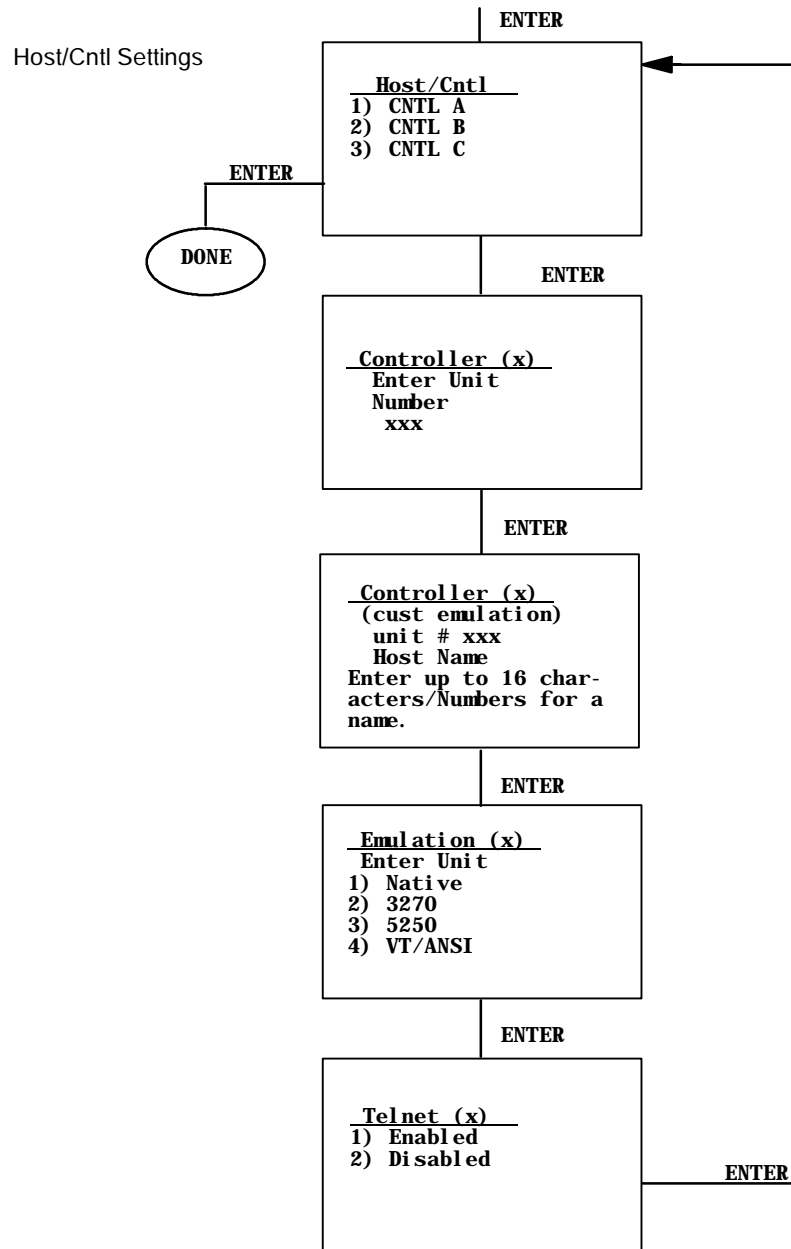 ENTER
Host/Cntl Settings
Host/Cntl
1) CNTL A
2) CNTL B
3) CNTL C
ENTER
DONE
ENTER
Controller (x)
Enter Unit
Number
xxx
ENTER
Controller (x)
(cust emulation)
unit # xxx
Host Name
Enter up to 16 char-
acters/Numbers for a
name.
ENTER
Emulation (x)
Enter Unit
1) Native
2) 3270
3) 5250
4) VT/ANSI
ENTER
Telnet (x)
1) Enabled
2) Disabled
ENTER